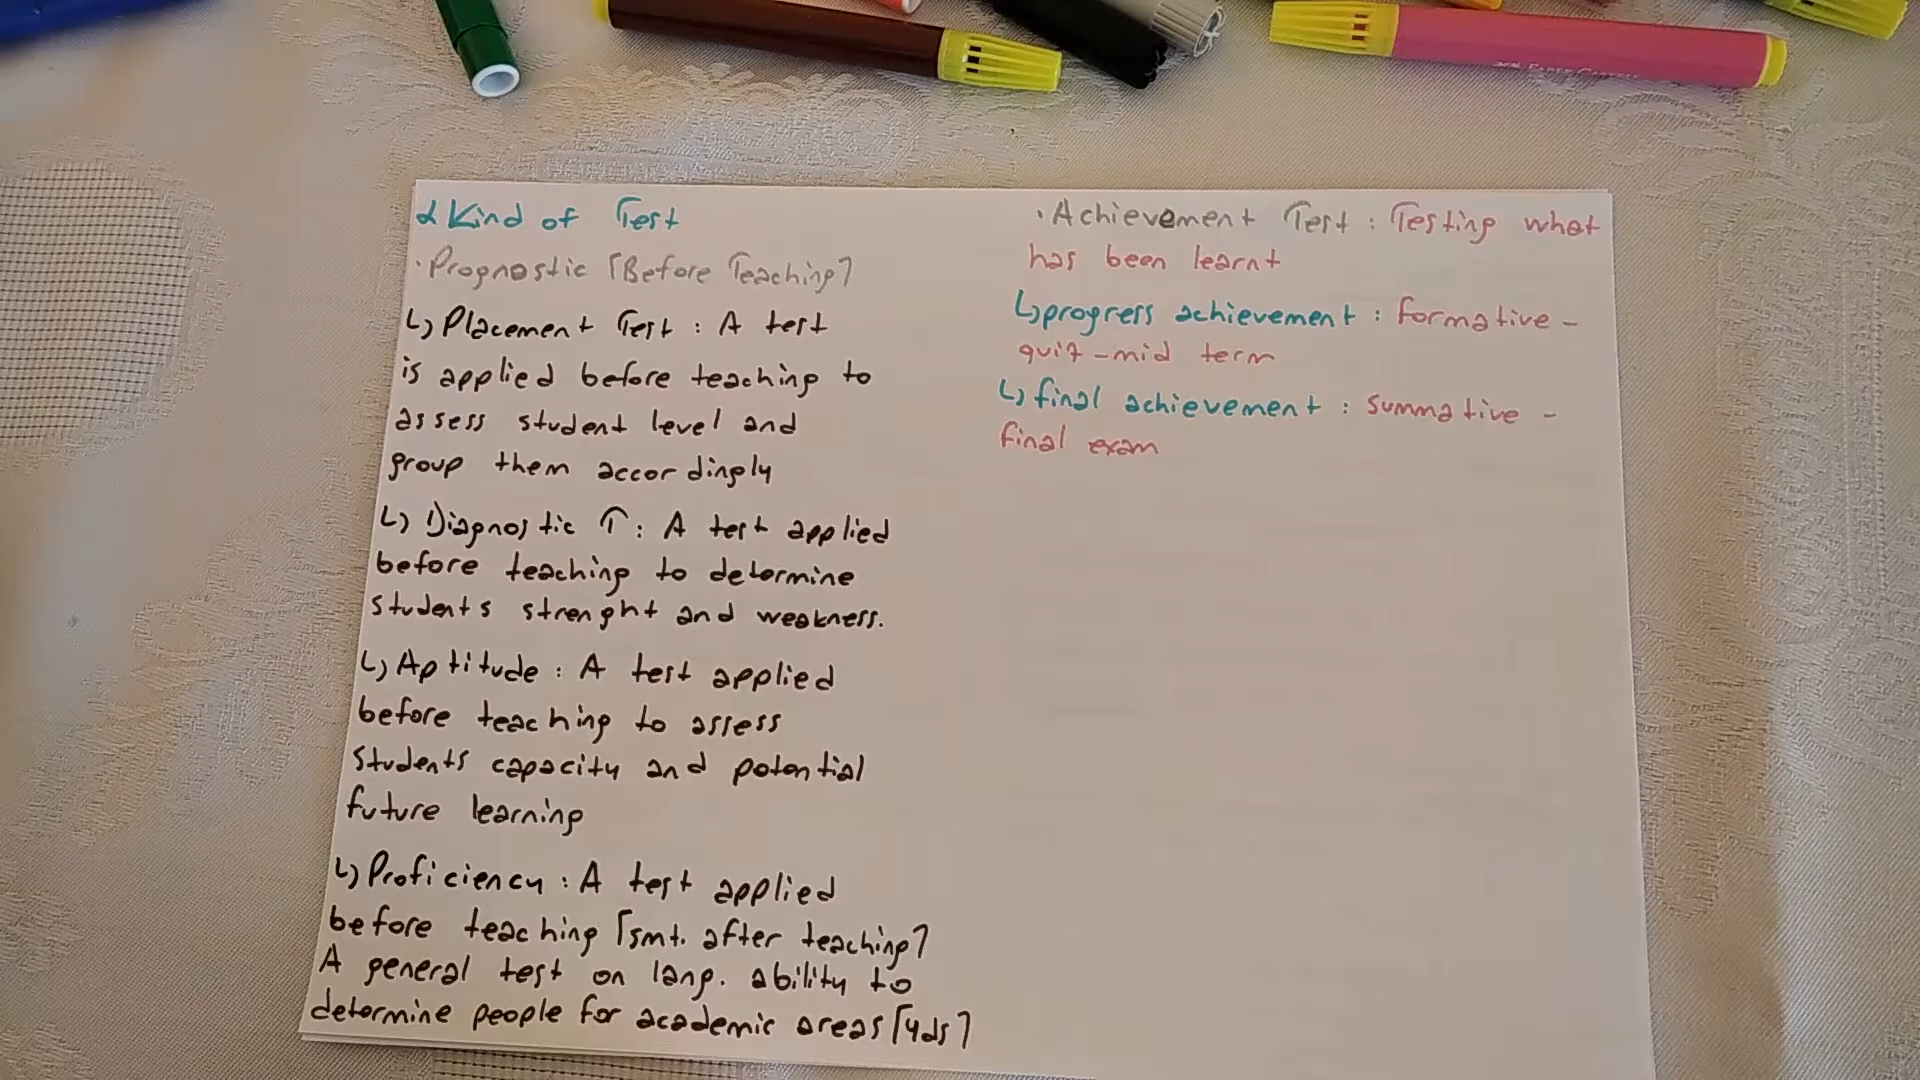 2 Kind of Test
• Prognostic [Before Teaching]
↳ Placement Test : A test
is applied before teaching to
assess student level and
group them accordingly
↳ Diagnostic T : A test applied
before teaching to determine
students strenght and weakness.
↳ Aptitude : A test applied
before teaching to assess
students capacity and potential
future learning
↳ Proficiency : A test applied
before teaching [smt. after teaching]
A general test on lang. ability to
determine people for academic areas [yds]
• Achievement Test : Testing what
has been learnt
↳ progress achievement : formative -
quiz - mid term
↳ final achievement : summative -
final exam